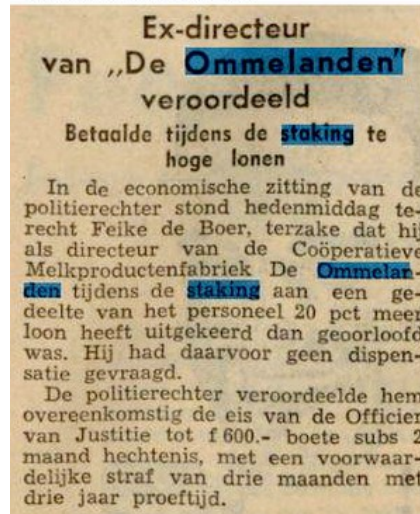 Ex-directeur
van „De Ommelanden"
veroordeeld
Betaalde tijdens de staking te
hoge lonen
In de economische zitting van de
politierechter stond hedenmiddag te-
recht Feike de Boer, terzake dat hij
als directeur van de Coöperatieve
Melkproductenfabriek De Ommelan-
den tijdens de staking aan een ge-
deelte van het personeel 20 pct meer
loon heeft uitgekeerd dan geoorloofd
was. Hij had daarvoor geen dispen-
satie gevraagd.
De politierechter veroordeelde hem
overeenkomstig de eis van de Officier
van Justitie tot f 600.- boete subs 2
maand hechtenis, met een voorwaar-
delijke straf van drie maanden met
drie jaar proeftijd.